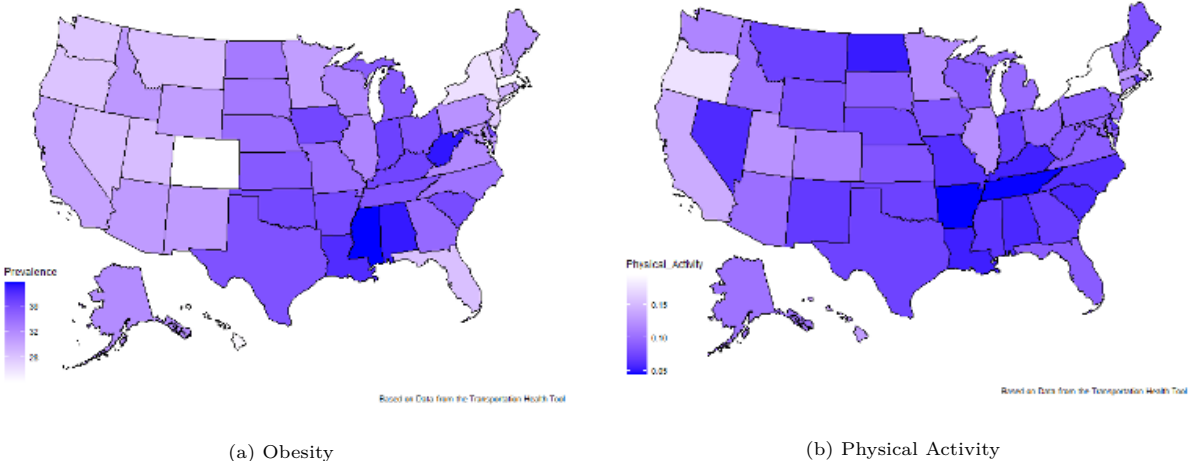 Prevalence
36
32
28
Based on Data from the Transportation Health Tool
(a) Obesity
Physical_Activity
0.15
0.10
0.05
Based on Data from the Transportation Health Tool
(b) Physical Activity